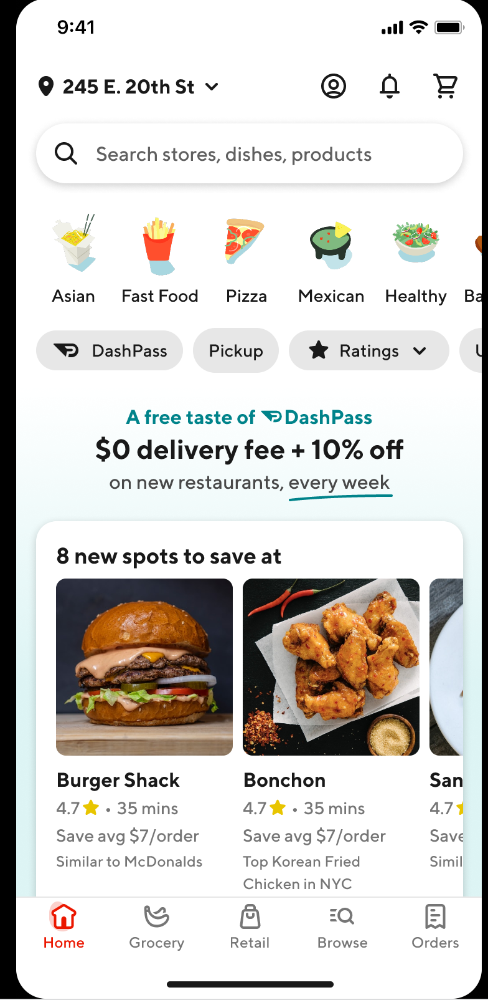 9:41
245 E. 20th St
Search stores, dishes, products
Asian Fast Food Pizza Mexican Healthy Ba
DashPass Pickup Ratings U
A free taste of DashPass
$0 delivery fee + 10% off
on new restaurants, every week
8 new spots to save at
Burger Shack
4.7 ★ • 35 mins
Save avg $7/order
Similar to McDonalds
Bonchon
4.7 ★ • 35 mins
Save avg $7/order
Top Korean Fried
Chicken in NYC
San
4.7
Save
Simil
Home Grocery Retail Browse Orders